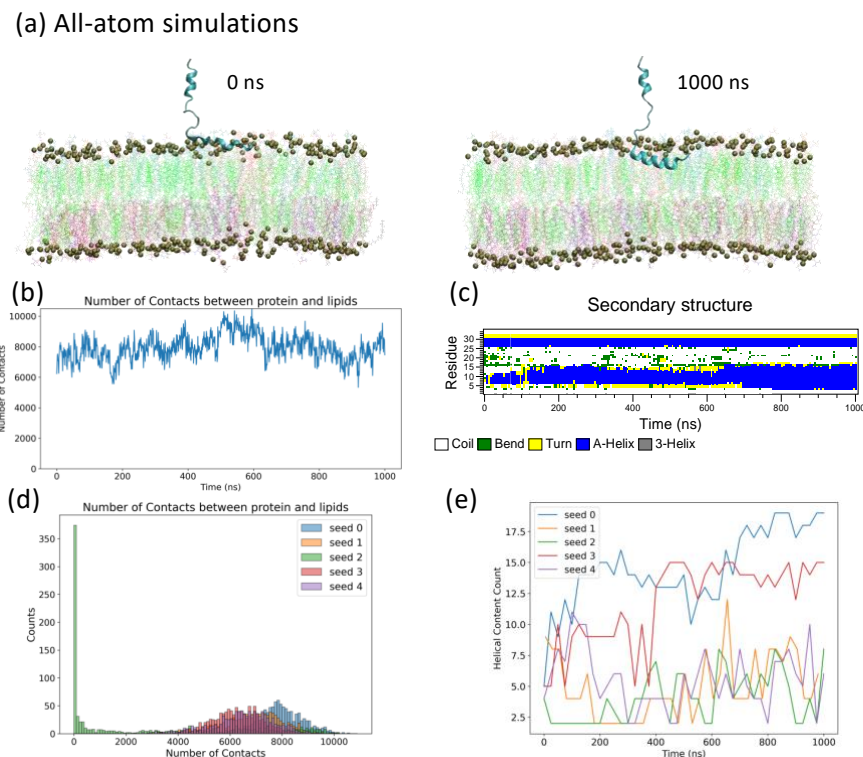 (a) All-atom simulations
0 ns
1000 ns
(b)
Number of Contacts between protein and lipids
Number of Contacts
10000
8000
6000
4000
2000
0
0 200 400 600 800 1000
Time (ns)
(c)
Secondary structure
Residue
30
25
20
15
10
5
0 200 400 600 800 1000
Time (ns)
Coil Bend Turn A-Helix 3-Helix
(d)
Number of Contacts between protein and lipids
Counts
350
300
250
200
150
100
50
0
seed 0
seed 1
seed 2
seed 3
seed 4
0 2000 4000 6000 8000 10000
Number of Contacts
(e)
Helical Content Count
17.5
15.0
12.5
10.0
7.5
5.0
2.5
seed 0
seed 1
seed 2
seed 3
seed 4
0 200 400 600 800 1000
Time (ns)